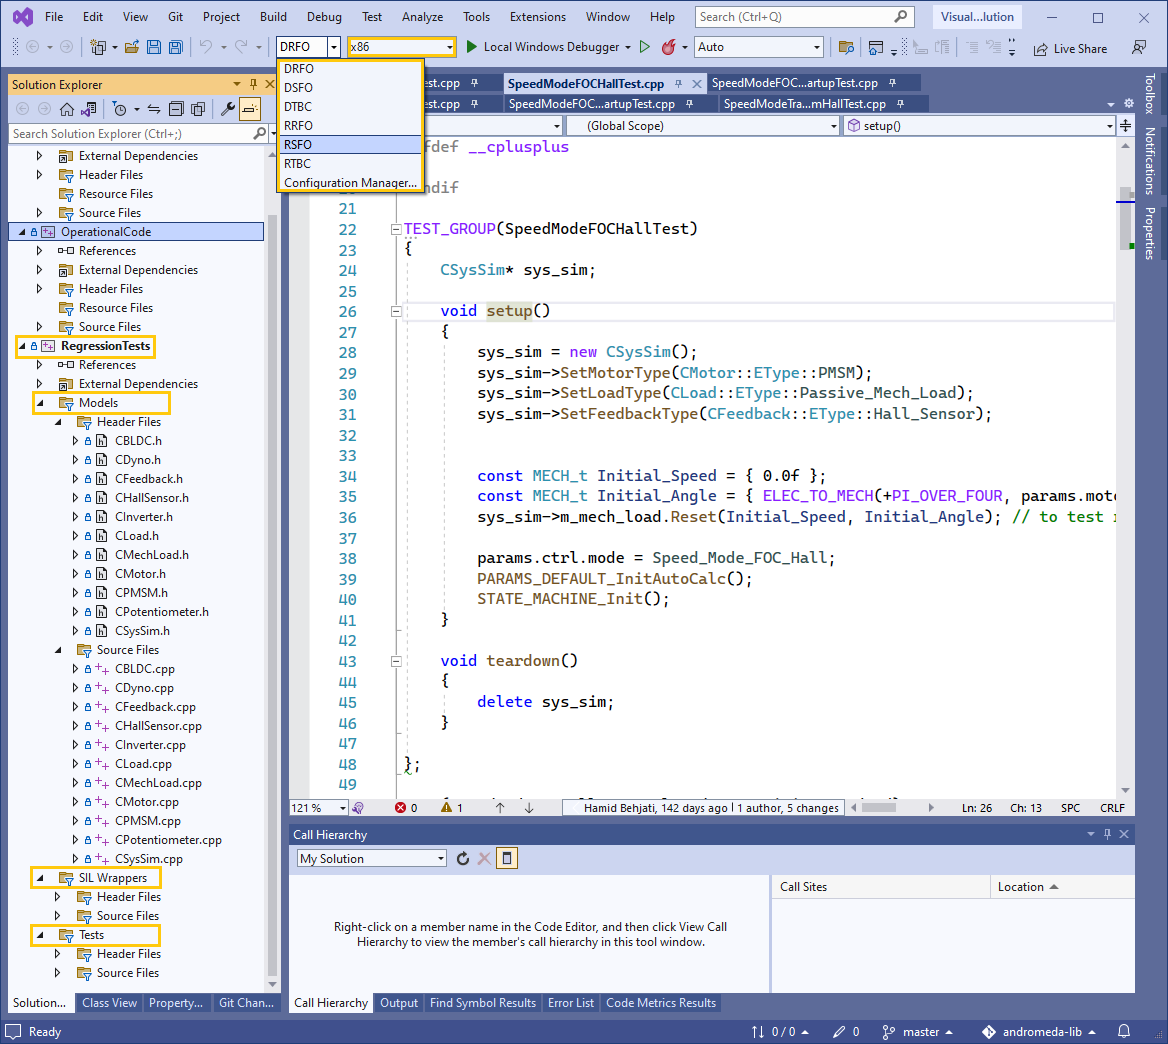 File Edit View Git Project Build Debug Test Analyze Tools Extensions Window Help Search (Ctrl+Q) Visual...lution
DRFO x86 Local Windows Debugger Auto Live Share
DRFO
DSFO
DTBC
RRFO
RSFO
RTBC
Configuration Manager...
Solution Explorer
Search Solution Explorer (Ctrl+;)
External Dependencies
Header Files
Resource Files
Source Files
OperationalCode
References
External Dependencies
Header Files
Resource Files
Source Files
RegressionTests
References
External Dependencies
Models
Header Files
CBLDC.h
CDyno.h
CFeedback.h
CHallSensor.h
CInverter.h
CLoad.h
CMechLoad.h
CMotor.h
CPMSM.h
CPotentiometer.h
CSysSim.h
Source Files
CBLDC.cpp
CDyno.cpp
CFeedback.cpp
CHallSensor.cpp
CInverter.cpp
CLoad.cpp
CMechLoad.cpp
CMotor.cpp
CPMSM.cpp
CPotentiometer.cpp
CSysSim.cpp
SIL Wrappers
Header Files
Source Files
Tests
Header Files
Source Files
Solution... Class View Property... Git Chan...
est.cpp SpeedModeFOCHallTest.cpp SpeedModeFOC...artupTest.cpp
est.cpp SpeedModeFOC...artupTest.cpp SpeedModeTra...mHallTest.cpp
(Global Scope) setup()
fdef __cplusplus
ndif
21
22 TEST_GROUP(SpeedModeFOCHallTest)
23 {
24 CSysSim* sys_sim;
25
26 void setup()
27 {
28 sys_sim = new CSysSim();
29 sys_sim->SetMotorType(CMotor::EType::PMSM);
30 sys_sim->SetLoadType(CLoad::EType::Passive_Mech_Load);
31 sys_sim->SetFeedbackType(CFeedback::EType::Hall_Sensor);
32
33
34 const MECH_t Initial_Speed = { 0.0f };
35 const MECH_t Initial_Angle = { ELEC_TO_MECH(+PI_OVER_FOUR, params.moto
36 sys_sim->m_mech_load.Reset(Initial_Speed, Initial_Angle); // to test
37
38 params.ctrl.mode = Speed_Mode_FOC_Hall;
39 PARAMS_DEFAULT_InitAutoCalc();
40 STATE_MACHINE_Init();
41 }
42
43 void teardown()
44 {
45 delete sys_sim;
46 }
47
48 };
49
121 % 0 1 Hamid Behjati, 142 days ago | 1 author, 5 changes Ln: 26 Ch: 13 SPC CRLF
Call Hierarchy
My Solution
Call Sites Location
Right-click on a member name in the Code Editor, and then click View Call
Hierarchy to view the member's call hierarchy in this tool window.
Call Hierarchy Output Find Symbol Results Error List Code Metrics Results
Toolbox
Notifications
Properties
Ready 0 / 0 0 master andromeda-lib